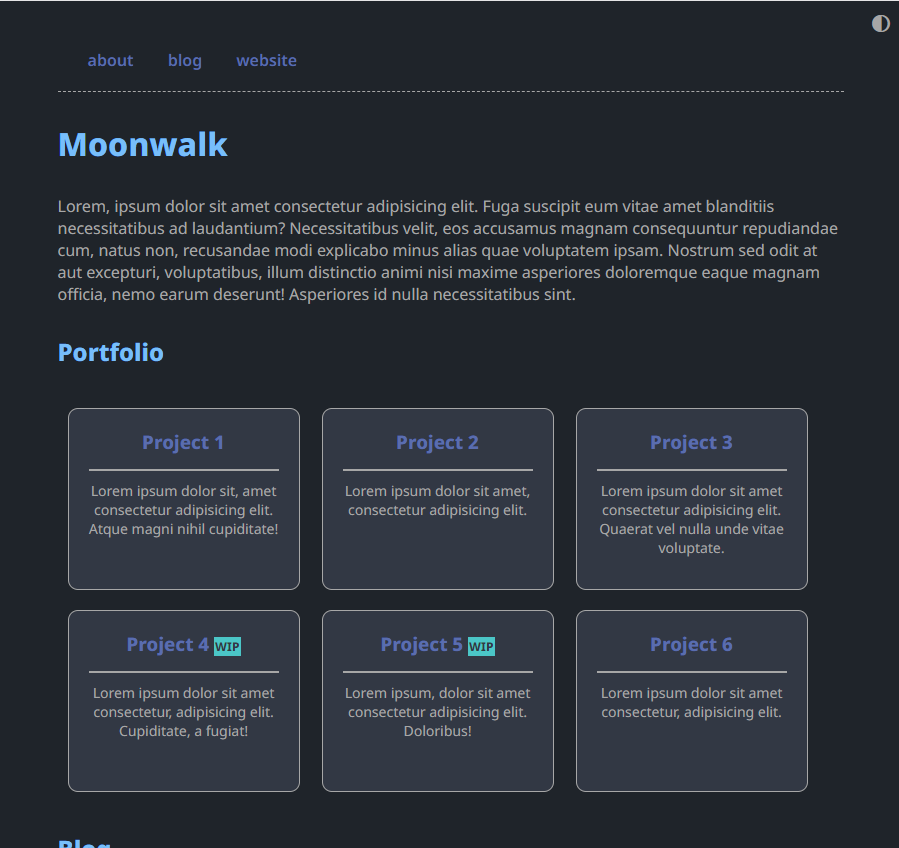 about blog website
Moonwalk
Lorem, ipsum dolor sit amet consectetur adipisicing elit. Fuga suscipit eum vitae amet blanditiis
necessitatibus ad laudantium? Necessitatibus velit, eos accusamus magnam consequuntur repudiandae
cum, natus non, recusandae modi explicabo minus alias quae voluptatem ipsam. Nostrum sed odit at
aut excepturi, voluptatibus, illum distinctio animi nisi maxime asperiores doloremque eaque magnam
officia, nemo earum deserunt! Asperiores id nulla necessitatibus sint.
Portfolio
Project 1
Lorem ipsum dolor sit, amet
consectetur adipisicing elit.
Atque magni nihil cupiditate!
Project 2
Lorem ipsum dolor sit amet,
consectetur adipisicing elit.
Project 3
Lorem ipsum dolor sit amet
consectetur adipisicing elit.
Quaerat vel nulla unde vitae
voluptate.
Project 4 WIP
Lorem ipsum dolor sit amet
consectetur, adipisicing elit.
Cupiditate, a fugiat!
Project 5 WIP
Lorem ipsum, dolor sit amet
consectetur adipisicing elit.
Doloribus!
Project 6
Lorem ipsum dolor sit amet
consectetur, adipisicing elit.
Blog